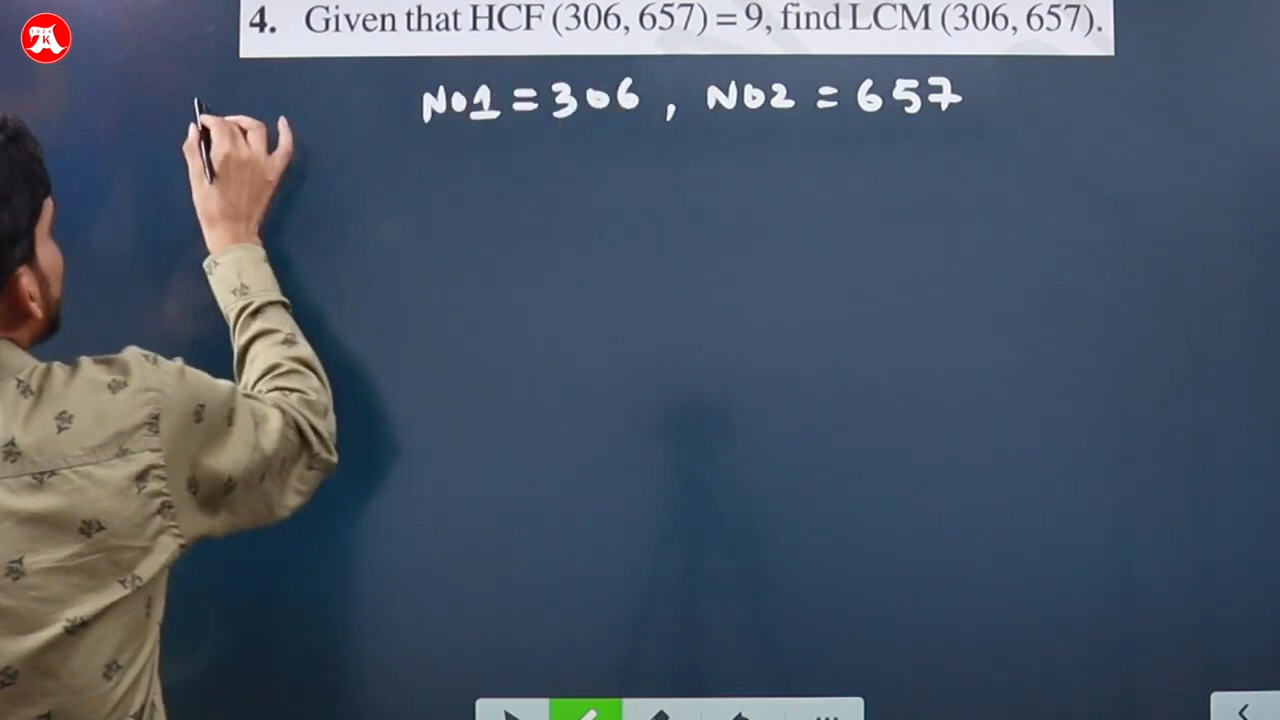 4. Given that HCF (306, 657) = 9, find LCM (306, 657).
NO1 = 306 , NO2 = 657